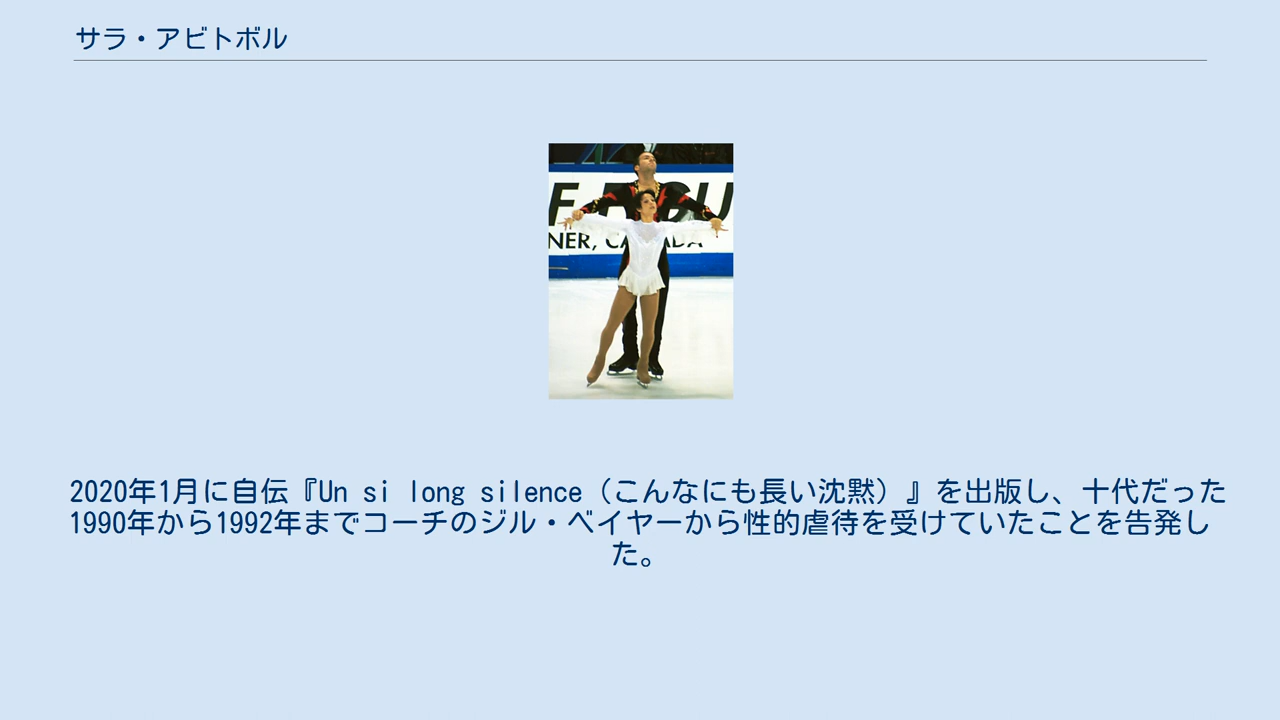 サラ・アビトボル
F FIGU
NER, CANADA
2020年1月に自伝『Un si long silence（こんなにも長い沈黙）』を出版し、十代だった
1990年から1992年までコーチのジル・ベイヤーから性的虐待を受けていたことを告発し
た。